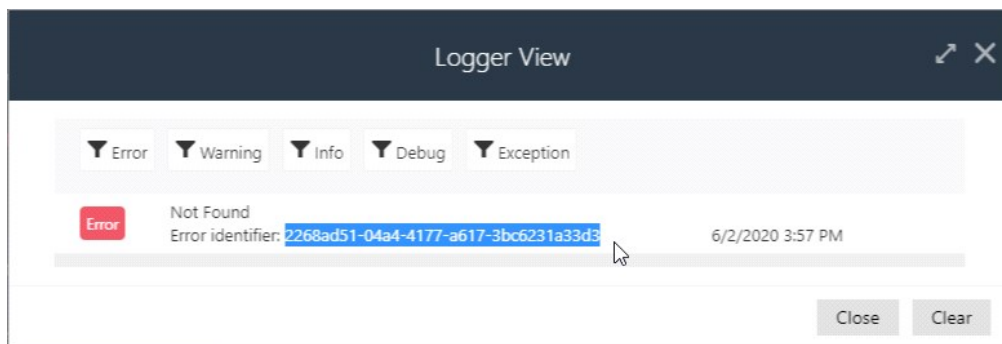 Logger View
Error Warning Info Debug Exception
Error
Not Found
Error identifier: 2268ad51-04a4-4177-a617-3bc6231a33d3
6/2/2020 3:57 PM
Close Clear